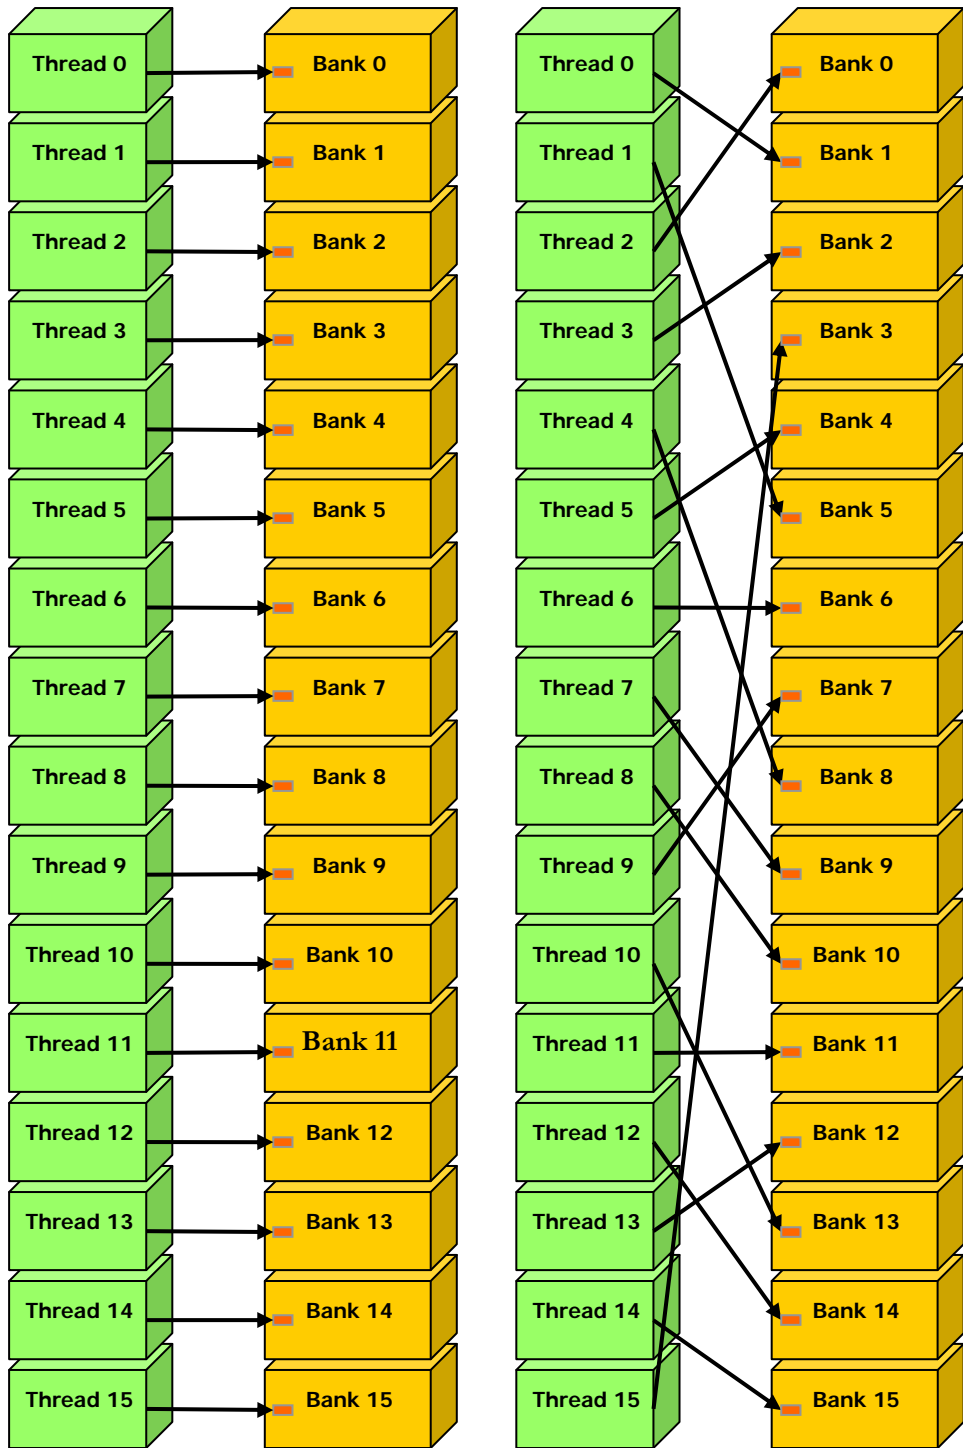 Thread 0 Bank 0 Thread 0 Bank 0
Thread 1 Bank 1 Thread 1 Bank 1
Thread 2 Bank 2 Thread 2 Bank 2
Thread 3 Bank 3 Thread 3 Bank 3
Thread 4 Bank 4 Thread 4 Bank 4
Thread 5 Bank 5 Thread 5 Bank 5
Thread 6 Bank 6 Thread 6 Bank 6
Thread 7 Bank 7 Thread 7 Bank 7
Thread 8 Bank 8 Thread 8 Bank 8
Thread 9 Bank 9 Thread 9 Bank 9
Thread 10 Bank 10 Thread 10 Bank 10
Thread 11 Bank 11 Thread 11 Bank 11
Thread 12 Bank 12 Thread 12 Bank 12
Thread 13 Bank 13 Thread 13 Bank 13
Thread 14 Bank 14 Thread 14 Bank 14
Thread 15 Bank 15 Thread 15 Bank 15